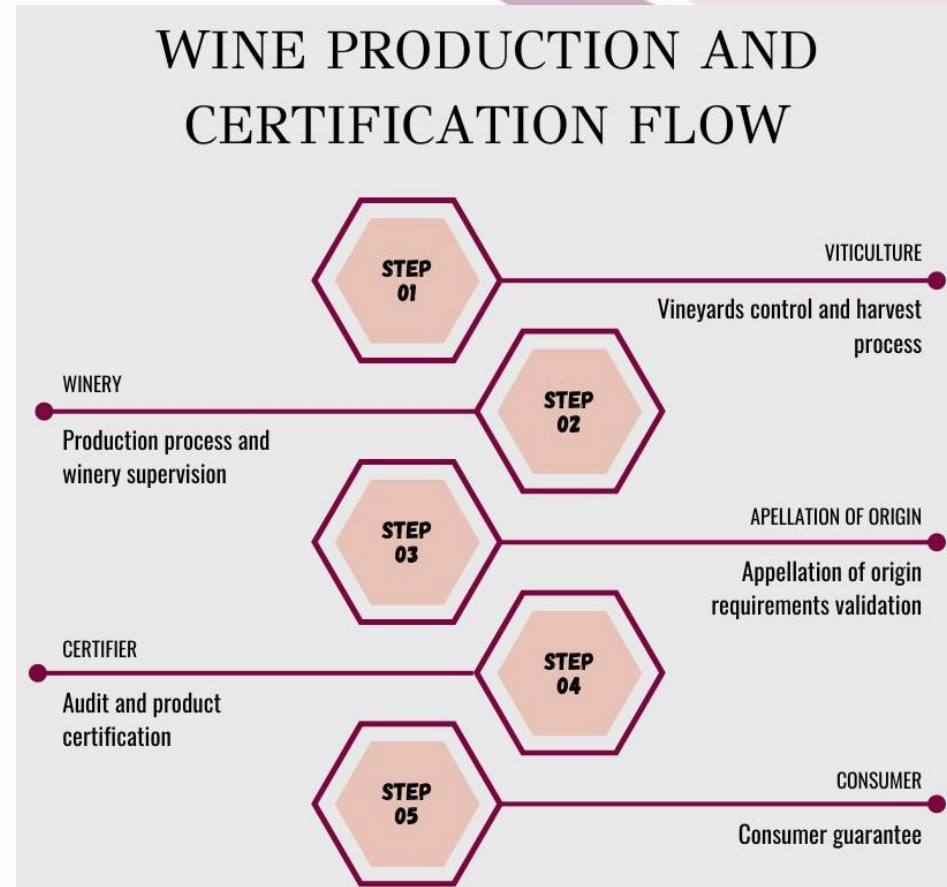 WINE PRODUCTION AND
CERTIFICATION FLOW
STEP
01
VITICULTURE
Vineyards control and harvest
process
STEP
02
WINERY
Production process and
winery supervision
STEP
03
APELLATION OF ORIGIN
Appellation of origin
requirements validation
STEP
04
CERTIFIER
Audit and product
certification
STEP
05
CONSUMER
Consumer guarantee